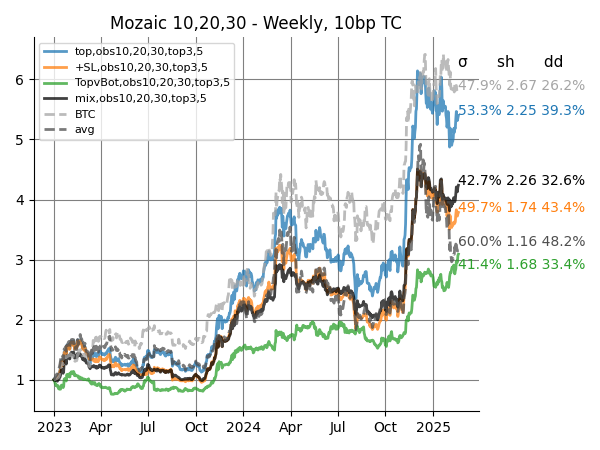 Mozaic 10,20,30 - Weekly, 10bp TC
top,obs10,20,30,top3,5
+SL,obs10,20,30,top3,5
TopvBot,obs10,20,30,top3,5
mix,obs10,20,30,top3,5
BTC
avg
σ sh dd
47.9% 2.67 26.2%
53.3% 2.25 39.3%
42.7% 2.26 32.6%
49.7% 1.74 43.4%
60.0% 1.16 48.2%
41.4% 1.68 33.4%
6
5
4
3
2
1
2023 Apr Jul Oct 2024 Apr Jul Oct 2025